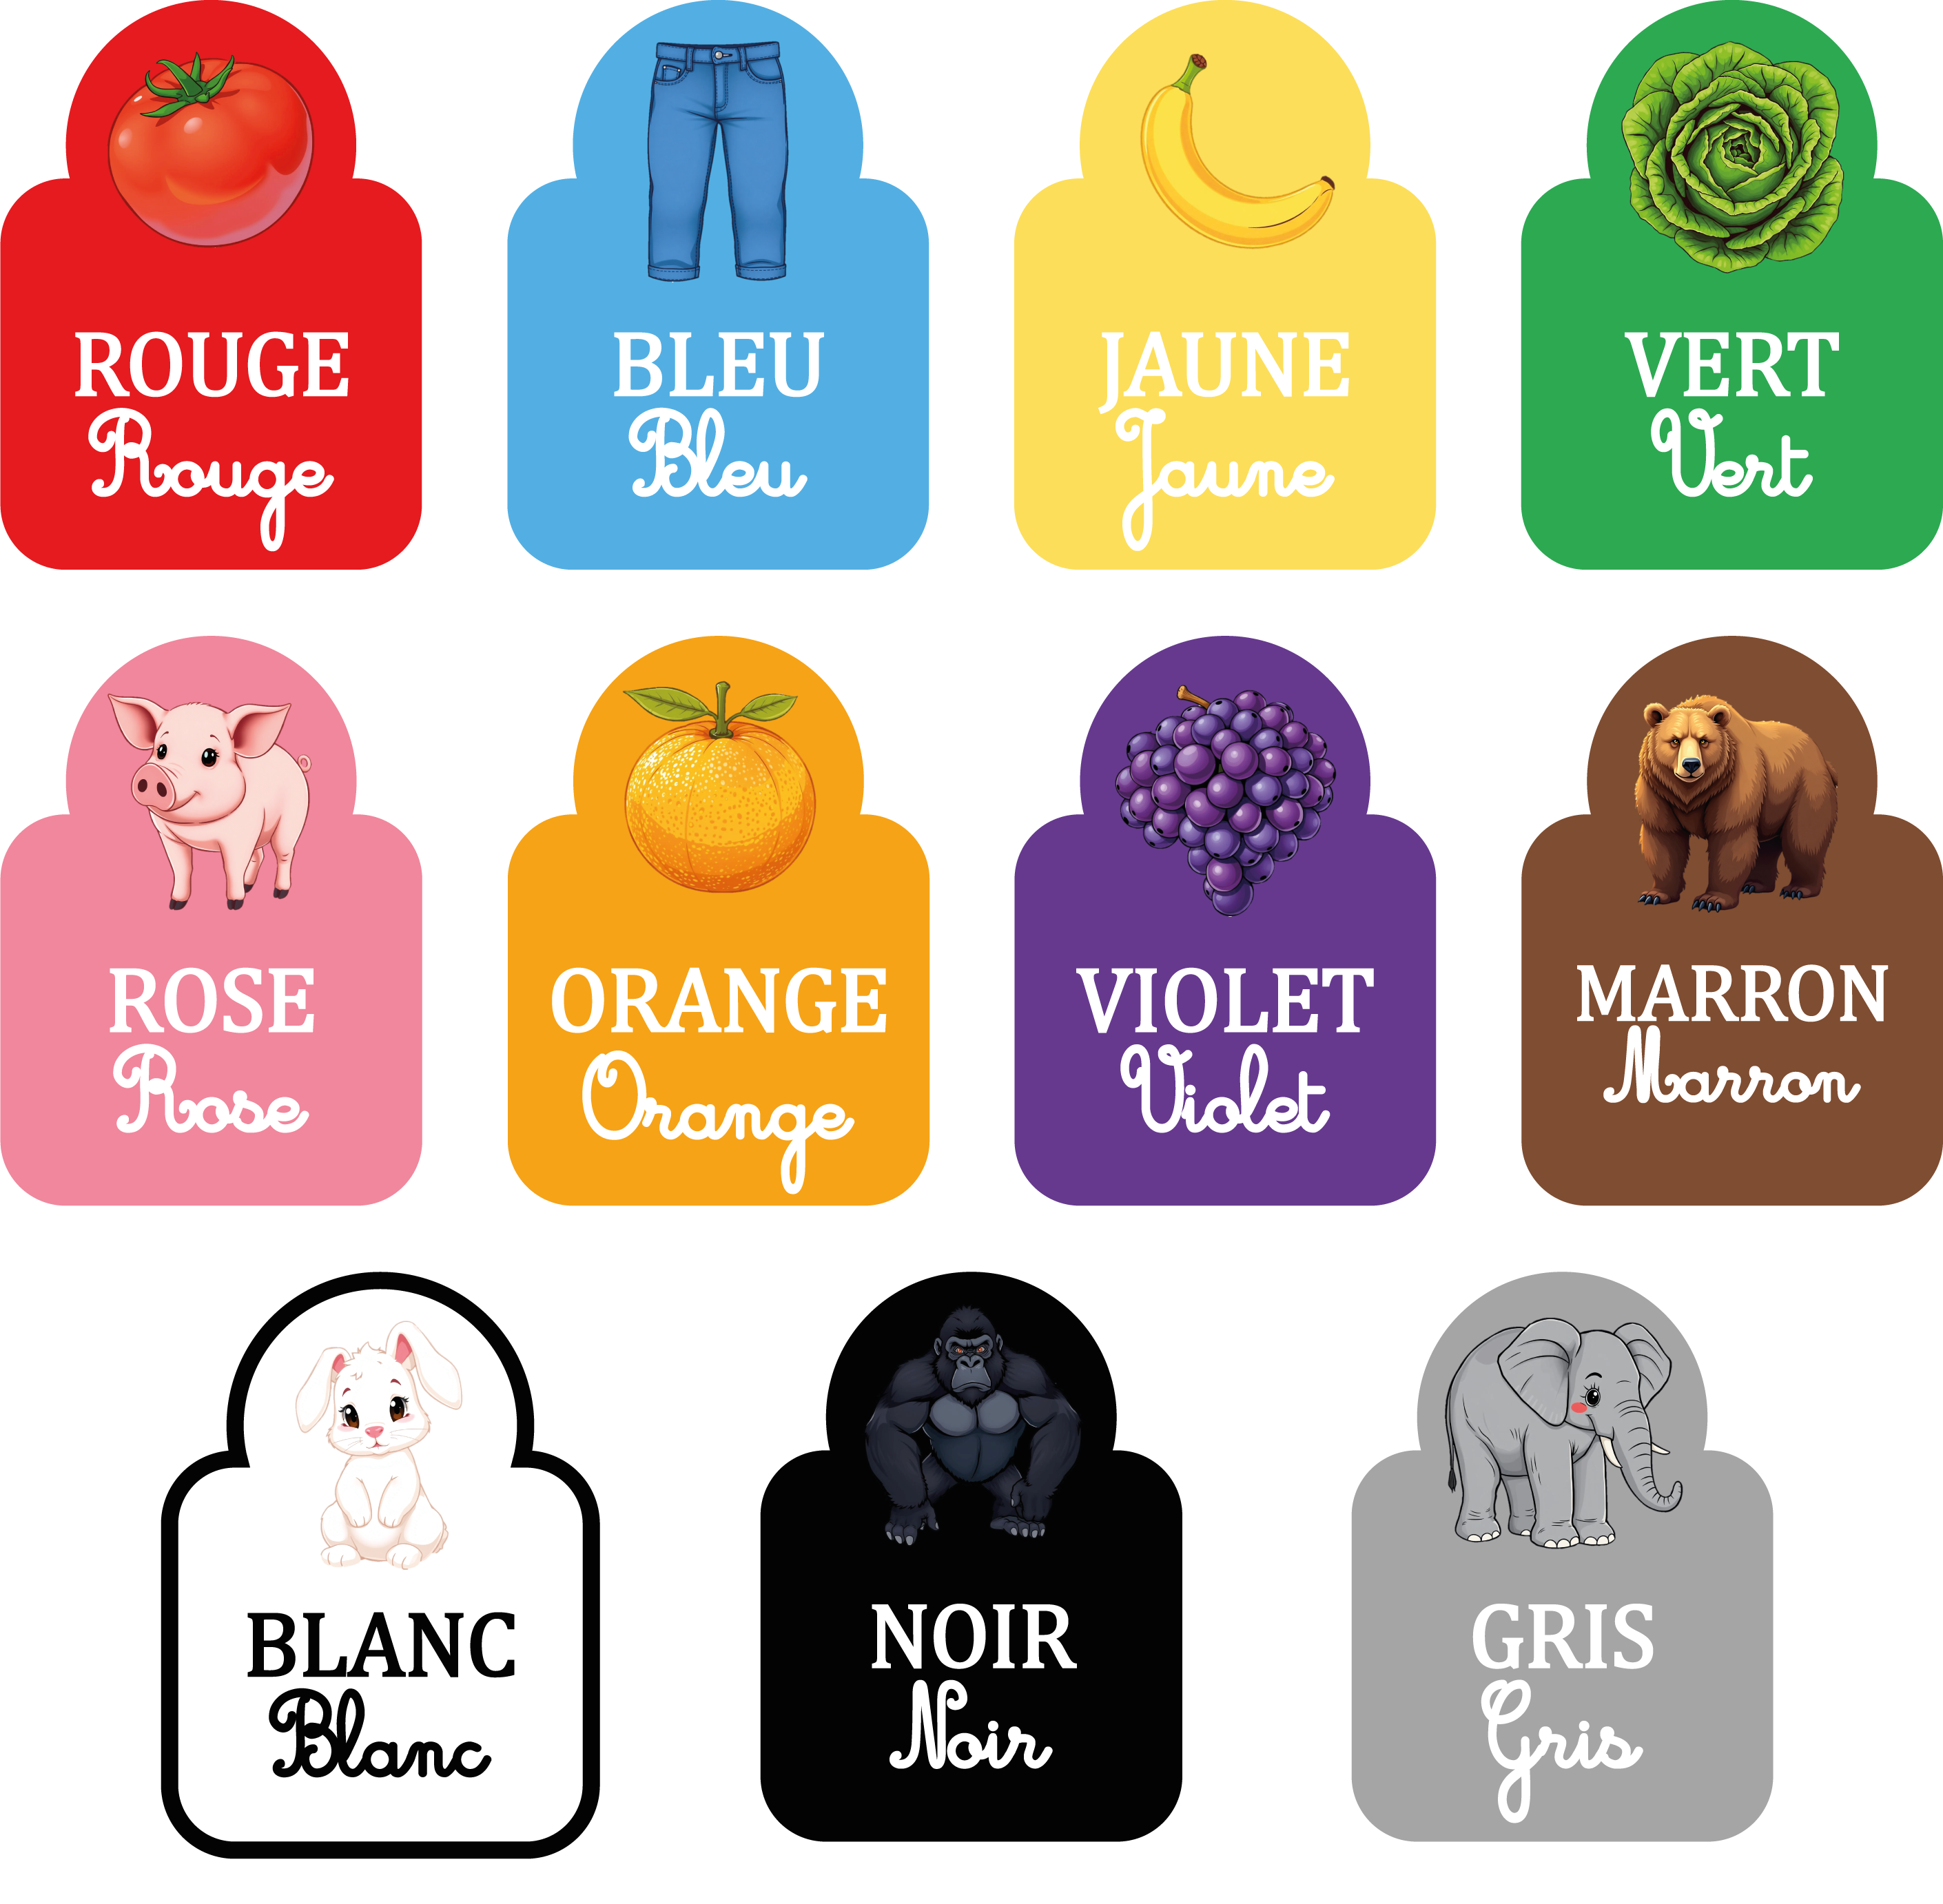 ROUGE
Rouge
BLEU
Bleu
JAUNE
Jaune
VERT
Vert
ROSE
Rose
ORANGE
Orange
VIOLET
Violet
MARRON
Marron
BLANC
Blanc
NOIR
Noir
GRIS
Gris